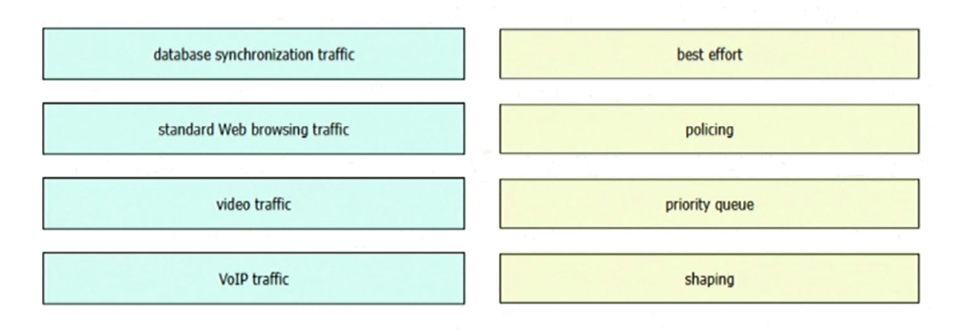 database synchronization traffic
best effort
standard Web browsing traffic
policing
video traffic
priority queue
VoIP traffic
shaping